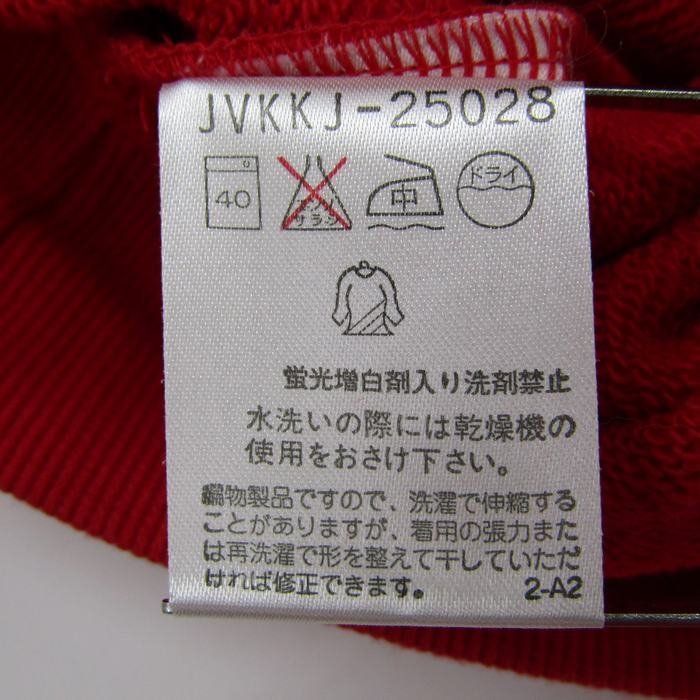 JVKKJ-25028
40 エンソ サラシ 中 ドライ
蛍光増白剤入り洗剤禁止
水洗いの際には乾燥機の
使用をおさけ下さい。
編物製品ですので、洗濯で伸縮する
ことがありますが、着用の張力また
は再洗濯で形を整えて干していただ
ければ修正できます。
2-A2